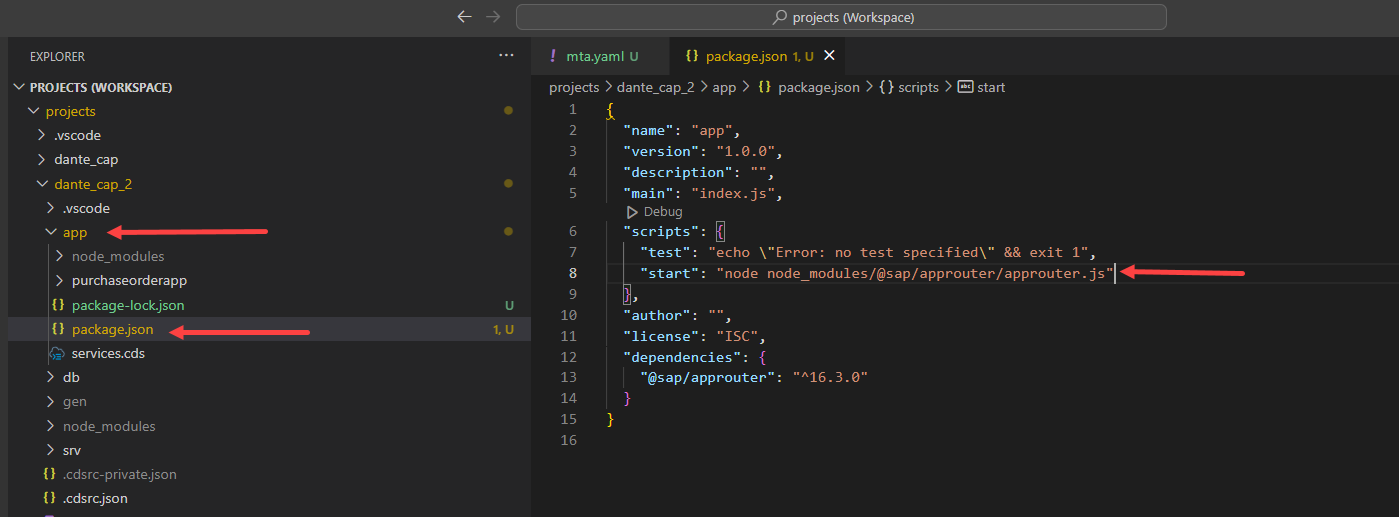 projects (Workspace)
EXPLORER
PROJECTS (WORKSPACE)
projects
.vscode
dante_cap
dante_cap_2
.vscode
app
node_modules
purchaseorderapp
{} package-lock.json U
{} package.json 1, U
services.cds
db
gen
node_modules
srv
{} .cdsrc-private.json
{} .cdsrc.json
! mta.yaml U
{} package.json 1, U
projects > dante_cap_2 > app > {} package.json > {} scripts > abc start
1 {
2 "name": "app",
3 "version": "1.0.0",
4 "description": "",
5 "main": "index.js",
Debug
6 "scripts": {
7 "test": "echo \"Error: no test specified\" && exit 1",
8 "start": "node node_modules/@sap/approuter/approuter.js"
9 },
10 "author": "",
11 "license": "ISC",
12 "dependencies": {
13 "@sap/approuter": "^16.3.0"
14 }
15 }
16